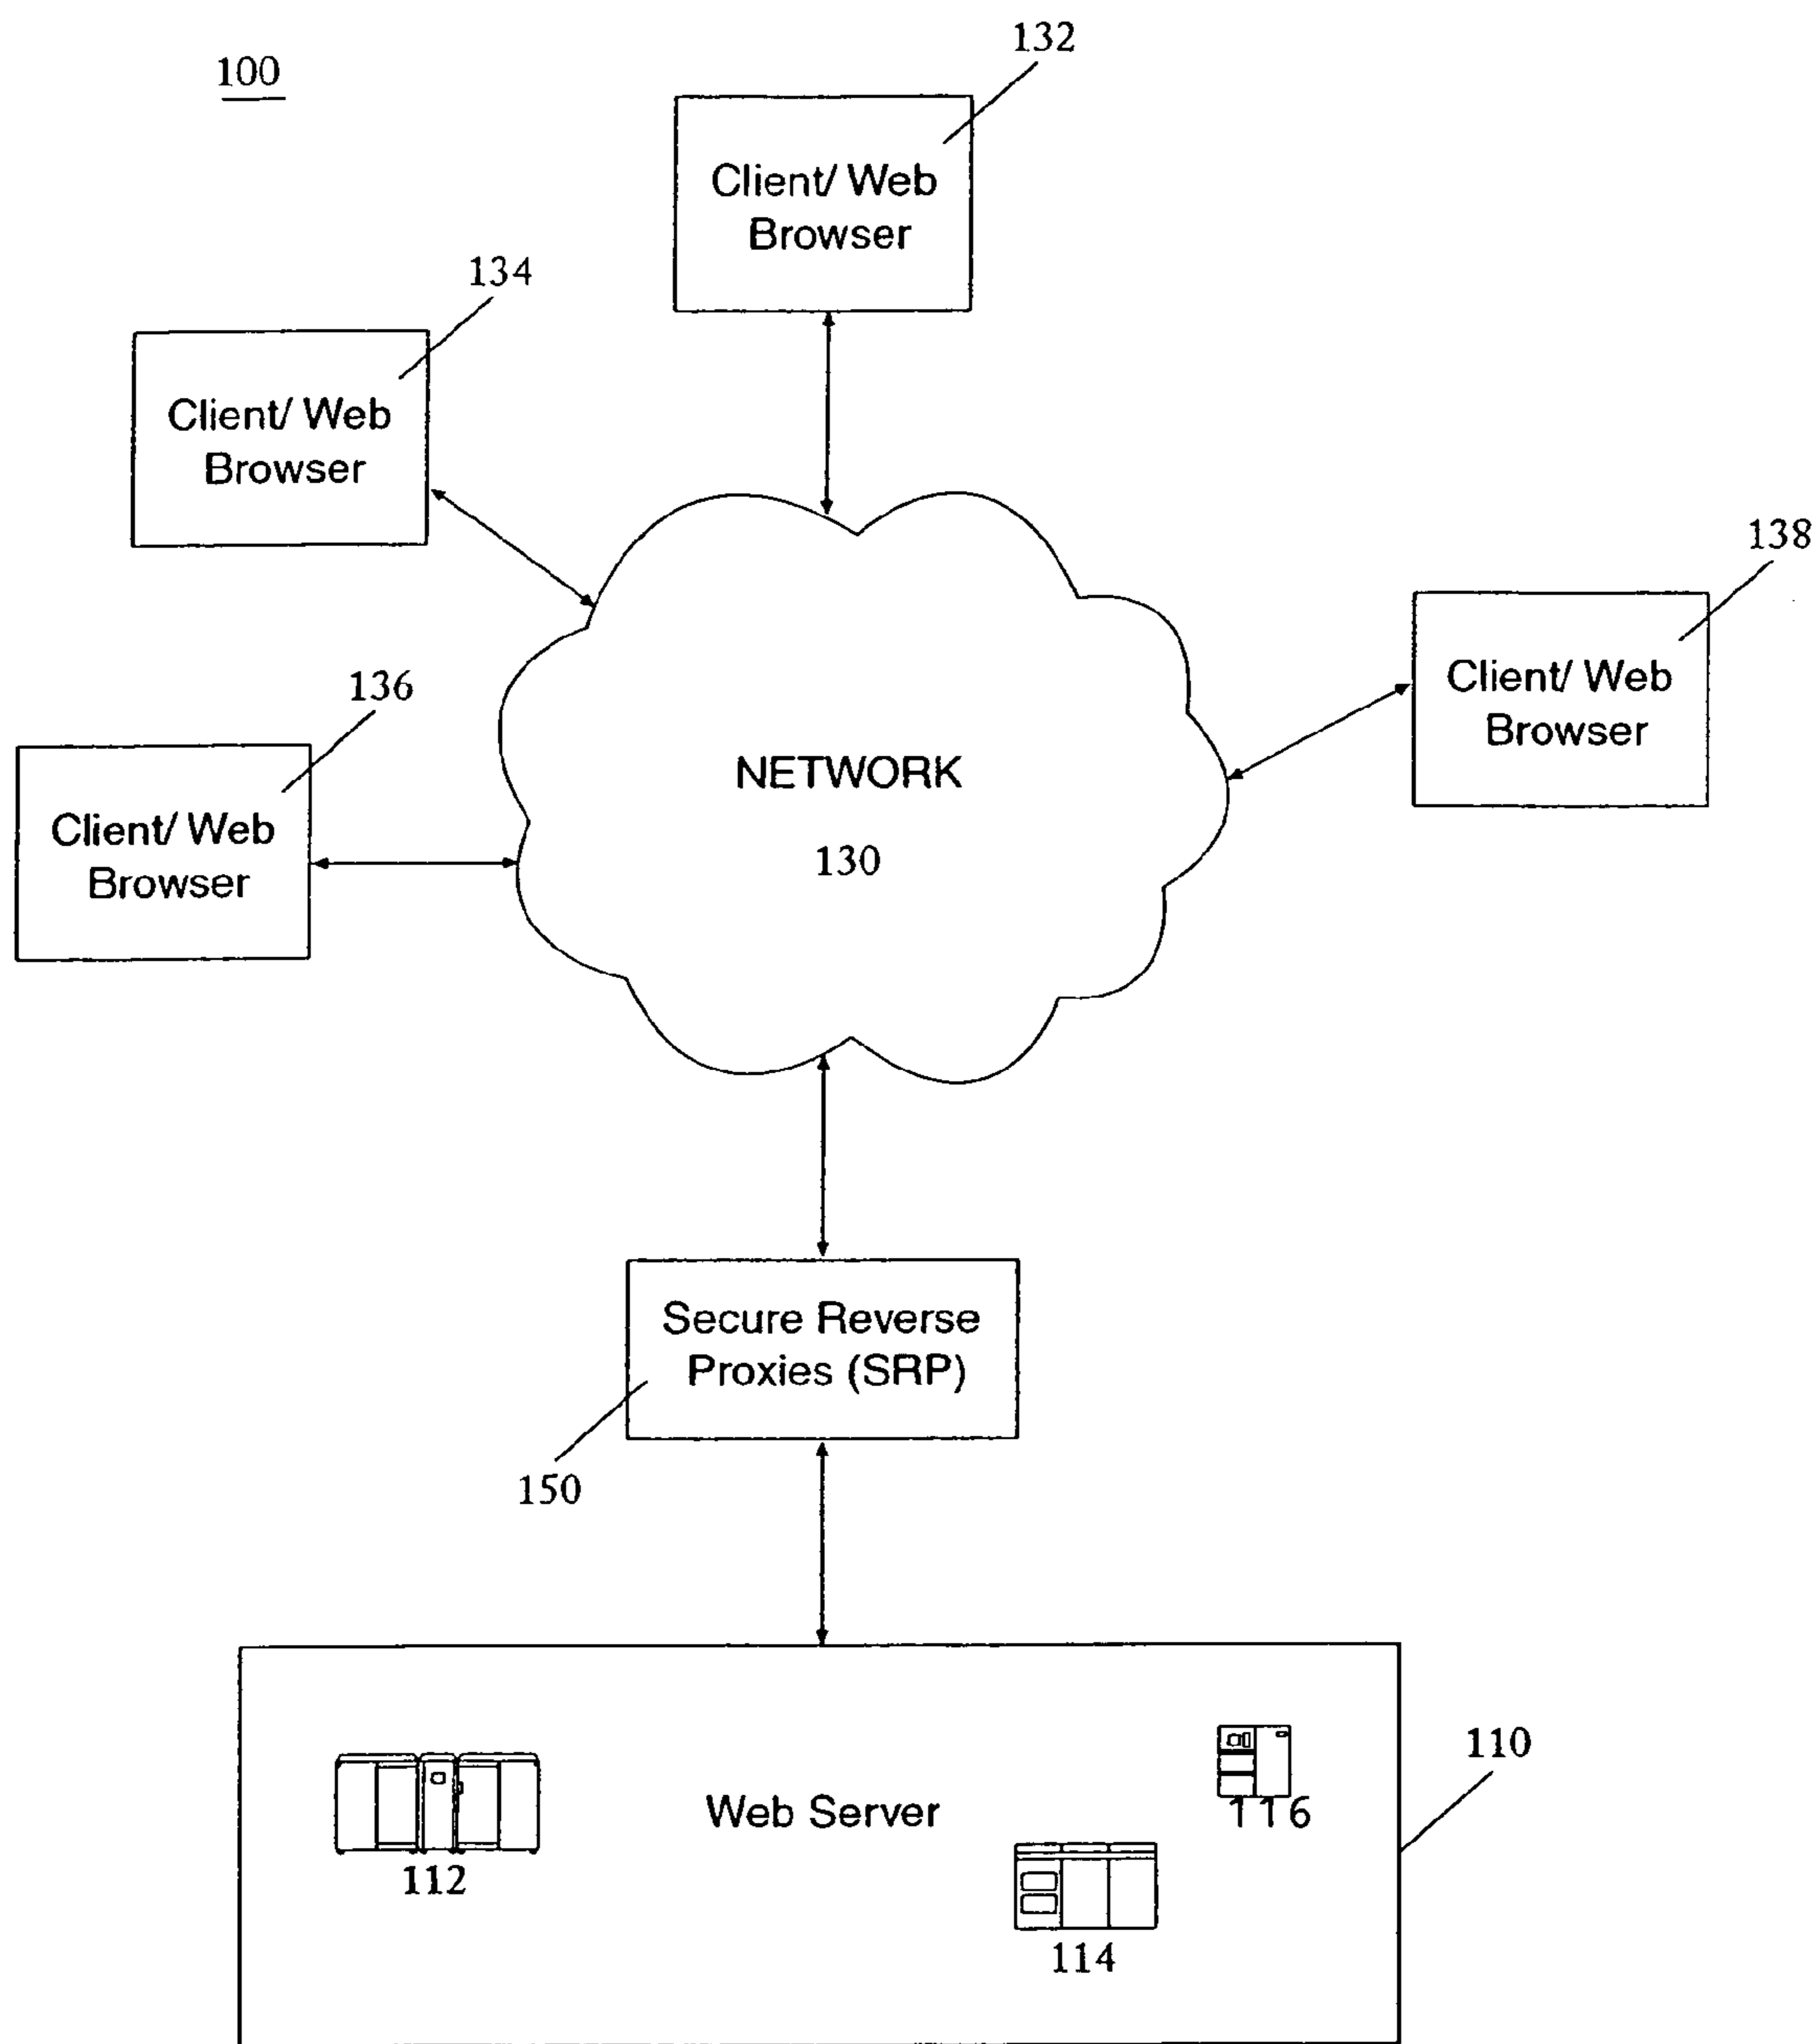 100
132
Client/ Web
Browser
134
Client/ Web
Browser
138
Client/ Web
Browser
136
Client/ Web
Browser
NETWORK
130
Secure Reverse
Proxies (SRP)
150
110
Web Server
112
116
114